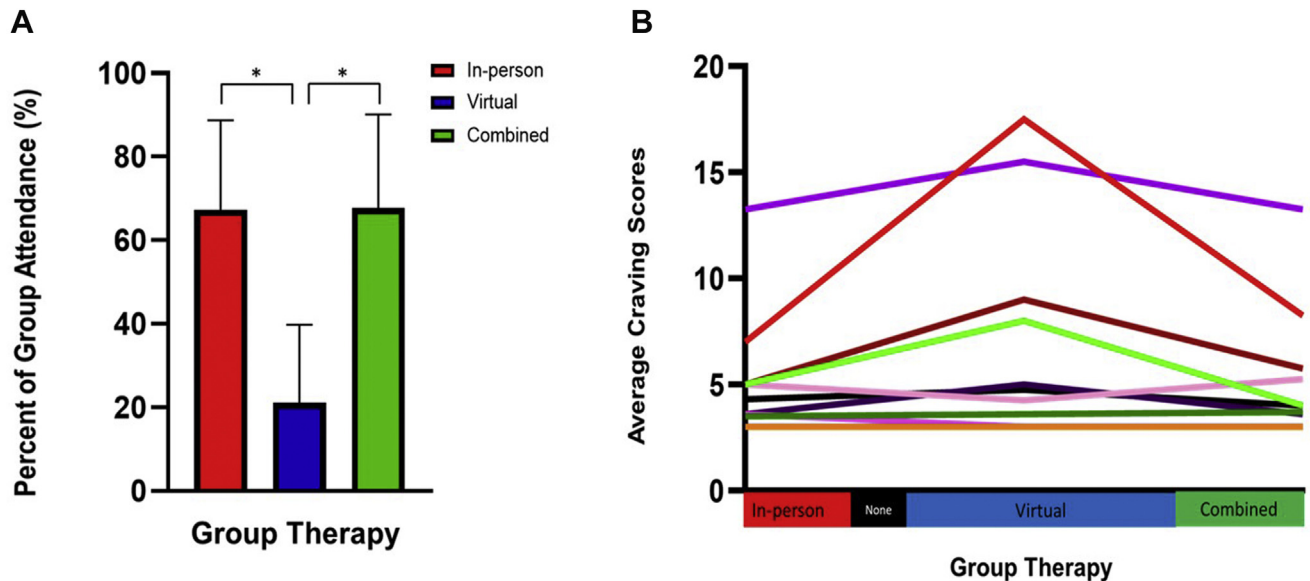 A
Percent of Group Attendance (%)
100
80
60
40
20
0
*
*
In-person
Virtual
Combined
Group Therapy
B
Average Craving Scores
20
15
10
5
0
In-person
None
Virtual
Combined
Group Therapy